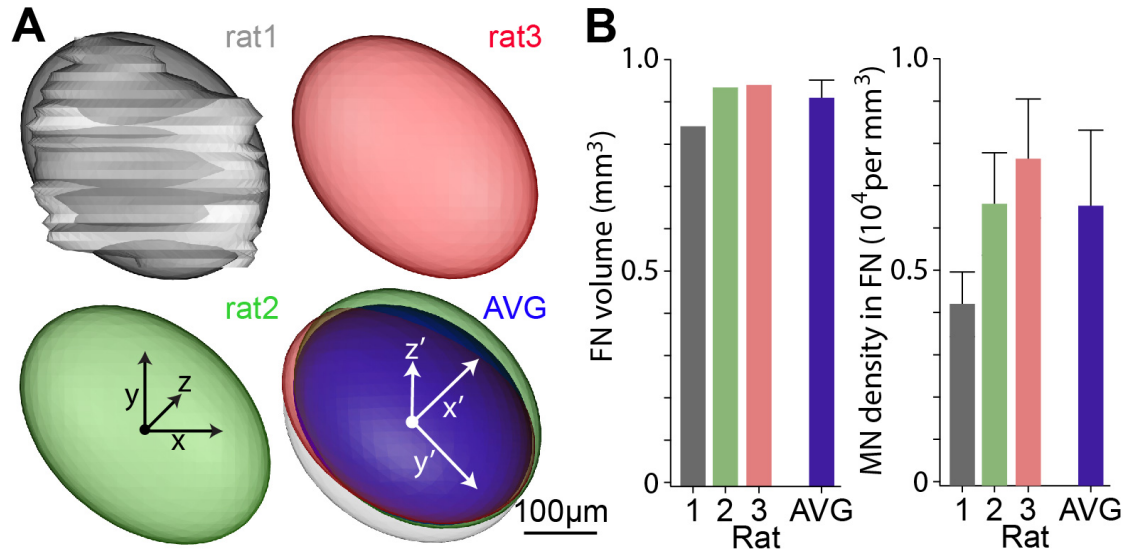 A
rat1
rat3
rat2
y
z
x
AVG
z′
x′
y′
100μm
B
FN volume (mm³)
1.0
0.5
0
1 2 3 AVG
Rat
MN density in FN (10⁴per mm³)
1.0
0.5
0
1 2 3 AVG
Rat